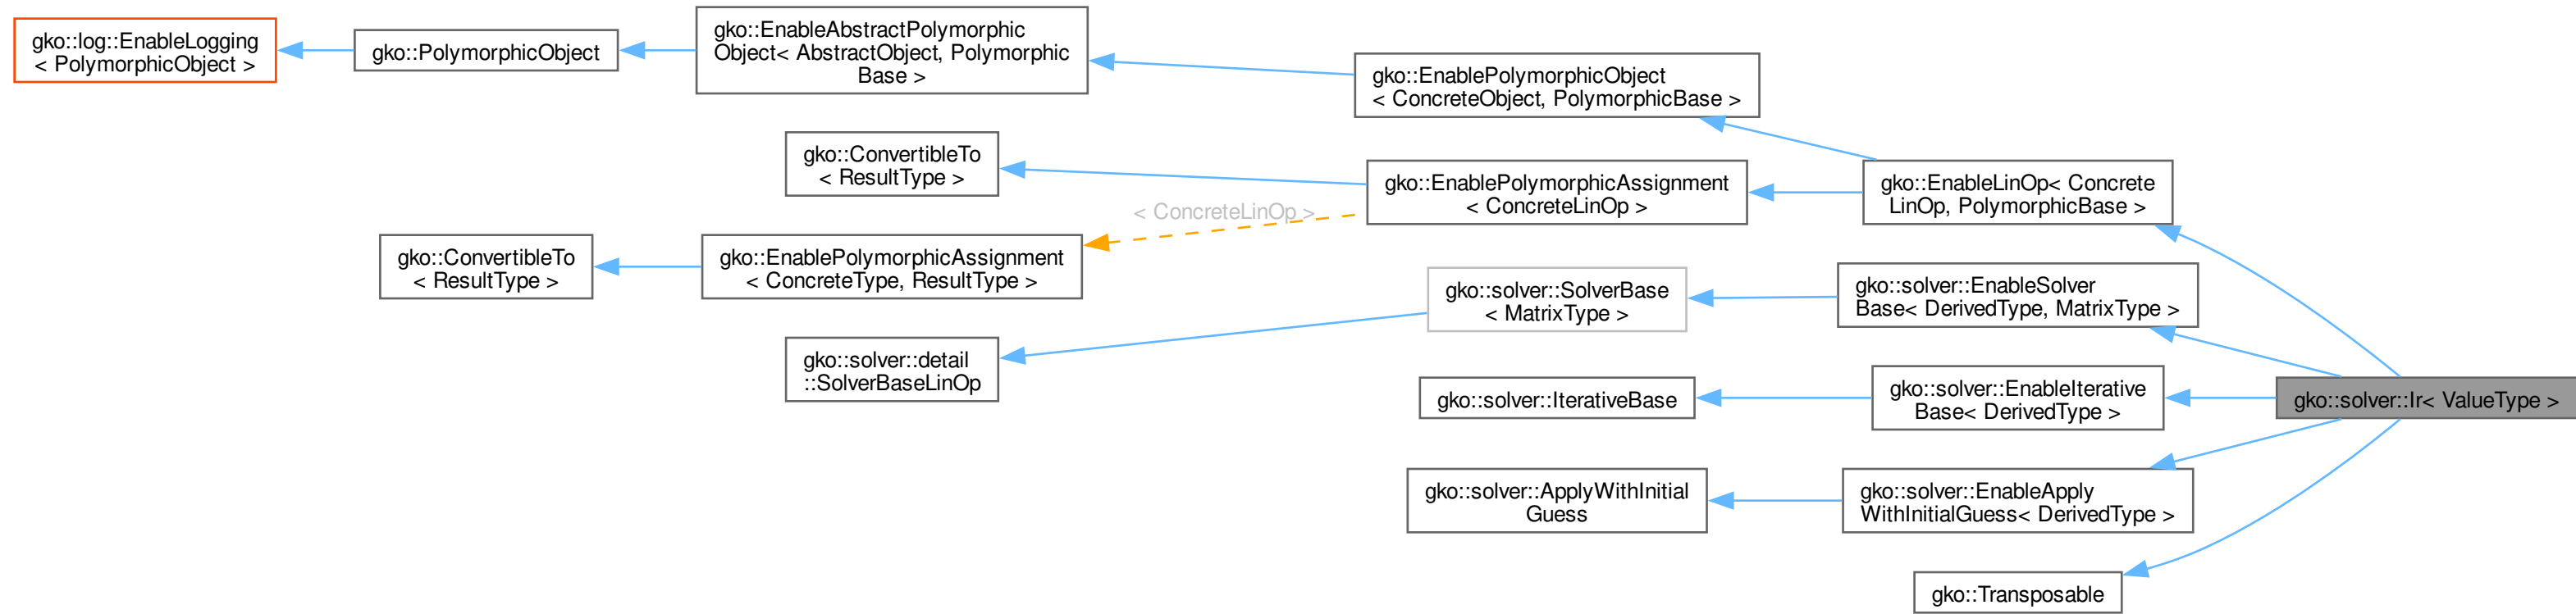 gko::log::EnableLogging
< PolymorphicObject >
gko::PolymorphicObject
gko::EnableAbstractPolymorphic
Object< AbstractObject, Polymorphic
Base >
gko::EnablePolymorphicObject
< ConcreteObject, PolymorphicBase >
gko::ConvertibleTo
< ResultType >
gko::EnablePolymorphicAssignment
< ConcreteLinOp >
gko::EnableLinOp< Concrete
LinOp, PolymorphicBase >
< ConcreteLinOp >
gko::ConvertibleTo
< ResultType >
gko::EnablePolymorphicAssignment
< ConcreteType, ResultType >
gko::solver::SolverBase
< MatrixType >
gko::solver::EnableSolver
Base< DerivedType, MatrixType >
gko::solver::detail
::SolverBaseLinOp
gko::solver::IterativeBase
gko::solver::EnableIterative
Base< DerivedType >
gko::solver::Ir< ValueType >
gko::solver::ApplyWithInitial
Guess
gko::solver::EnableApply
WithInitialGuess< DerivedType >
gko::Transposable